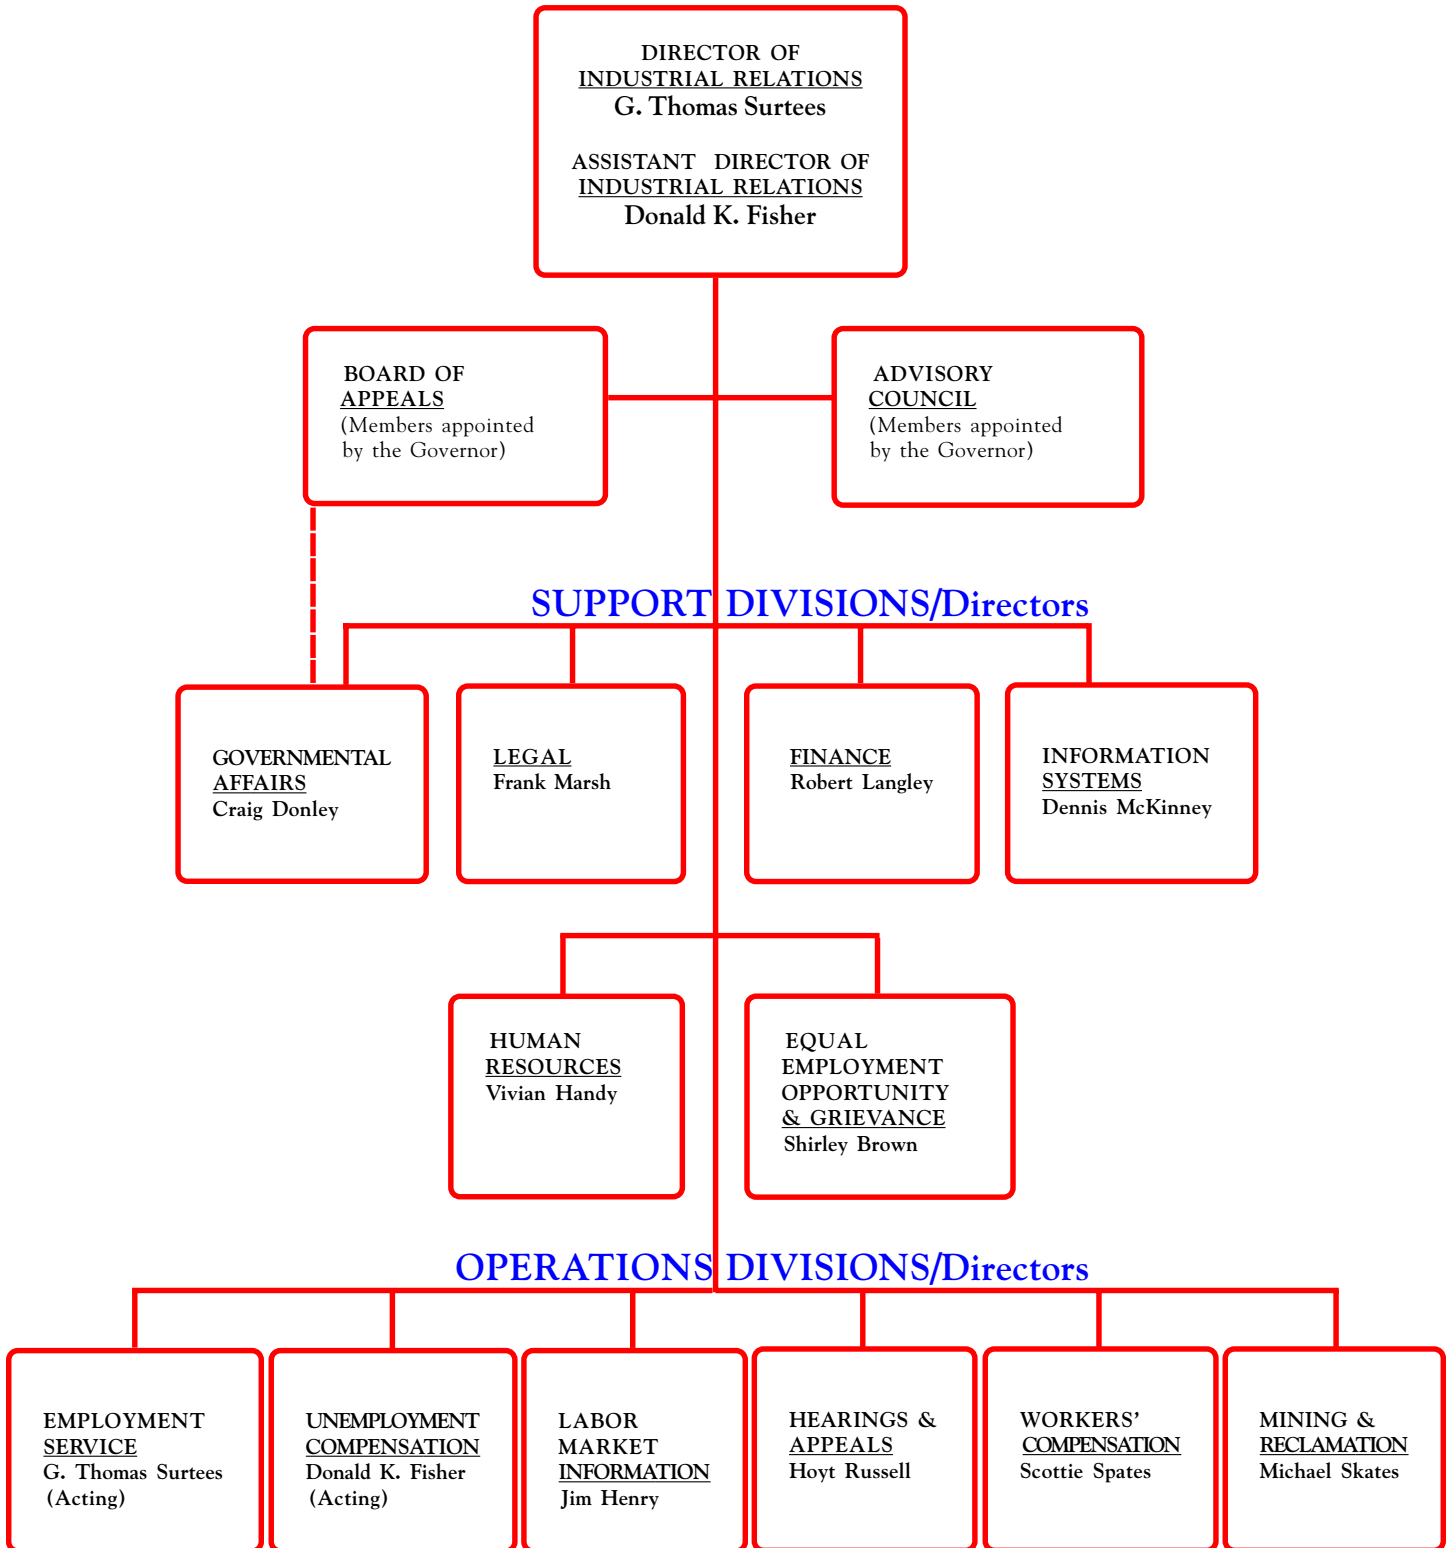 DIRECTOR OF
INDUSTRIAL RELATIONS
G. Thomas Surtees
ASSISTANT DIRECTOR OF
INDUSTRIAL RELATIONS
Donald K. Fisher
BOARD OF
APPEALS
(Members appointed
by the Governor)
ADVISORY
COUNCIL
(Members appointed
by the Governor)
SUPPORT DIVISIONS/Directors
GOVERNMENTAL
AFFAIRS
Craig Donley
LEGAL
Frank Marsh
FINANCE
Robert Langley
INFORMATION
SYSTEMS
Dennis McKinney
HUMAN
RESOURCES
Vivian Handy
EQUAL
EMPLOYMENT
OPPORTUNITY
& GRIEVANCE
Shirley Brown
OPERATIONS DIVISIONS/Directors
EMPLOYMENT
SERVICE
G. Thomas Surtees
(Acting)
UNEMPLOYMENT
COMPENSATION
Donald K. Fisher
(Acting)
LABOR
MARKET
INFORMATION
Jim Henry
HEARINGS &
APPEALS
Hoyt Russell
WORKERS’
COMPENSATION
Scottie Spates
MINING &
RECLAMATION
Michael Skates